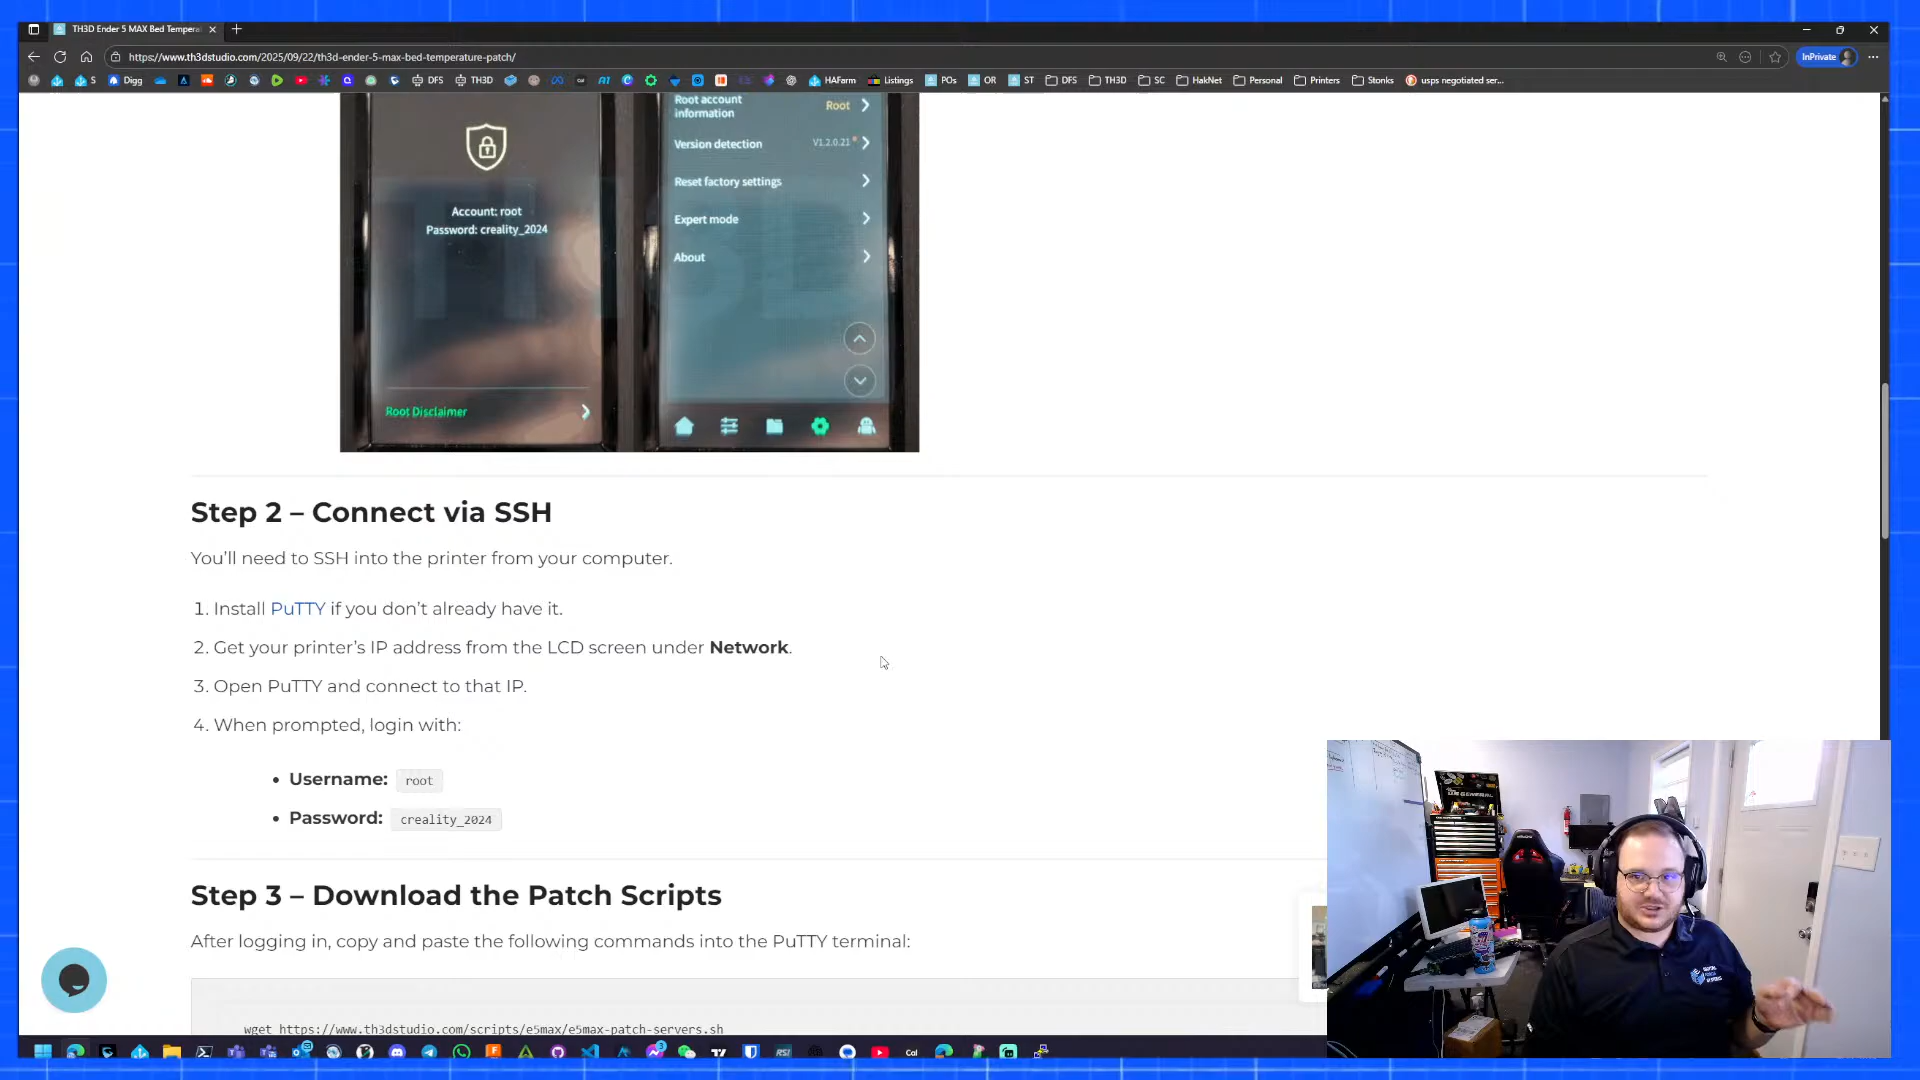 TH3D Ender 5 MAX Bed Tempera
https://www.th3dstudio.com/2025/09/22/th3d-ender-5-max-bed-temperature-patch/
InPrivate
S
Digg
DFS
TH3D
HAFarm
Listings
POs
OR
ST
DFS
TH3D
SC
HakNet
Personal
Printers
Stonks
usps negotiated ser...
Account: root
Password: creality_2024
Root Disclaimer
Root account information
Root
Version detection
V1.2.0.21
Reset factory settings
Expert mode
About
Step 2 – Connect via SSH
You'll need to SSH into the printer from your computer.
1. Install PuTTY if you don't already have it.
2. Get your printer's IP address from the LCD screen under Network.
3. Open PuTTY and connect to that IP.
4. When prompted, login with:
• Username: root
• Password: creality_2024
Step 3 – Download the Patch Scripts
After logging in, copy and paste the following commands into the PuTTY terminal:
wget https://www.th3dstudio.com/scripts/e5max/e5max-patch-servers.sh